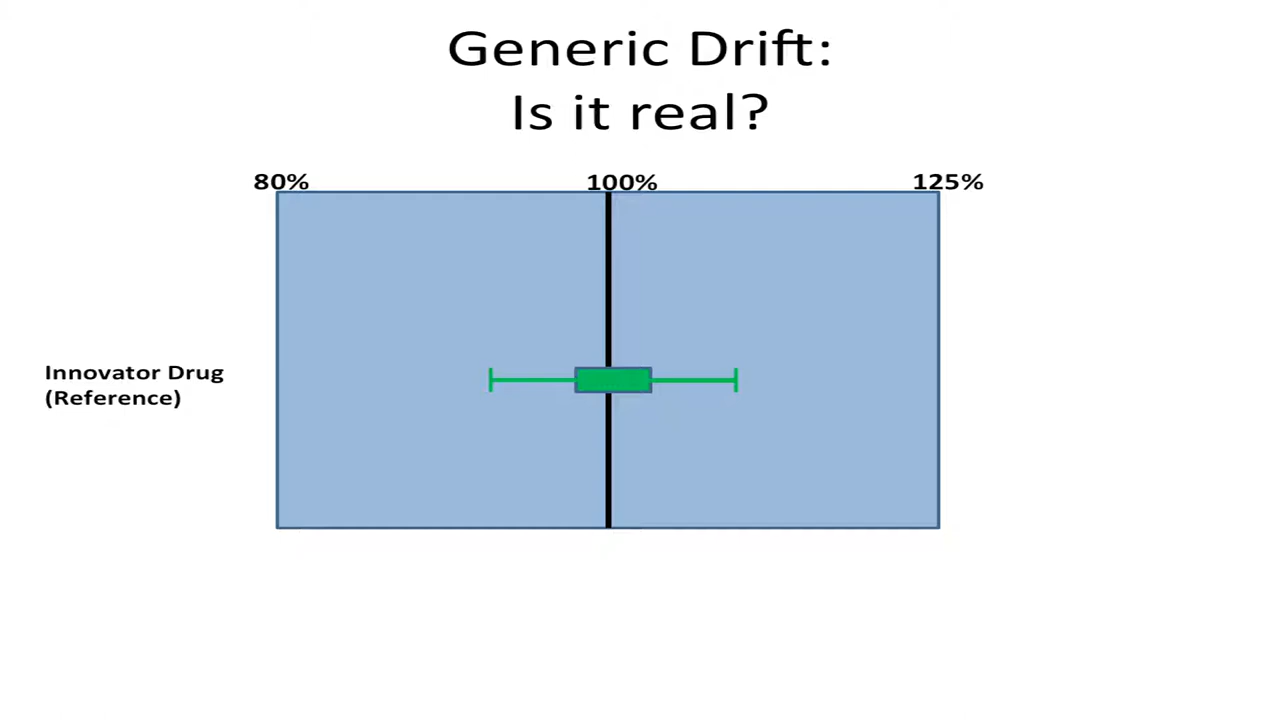 Generic Drift:
Is it real?
80% 100% 125%
Innovator Drug
(Reference)